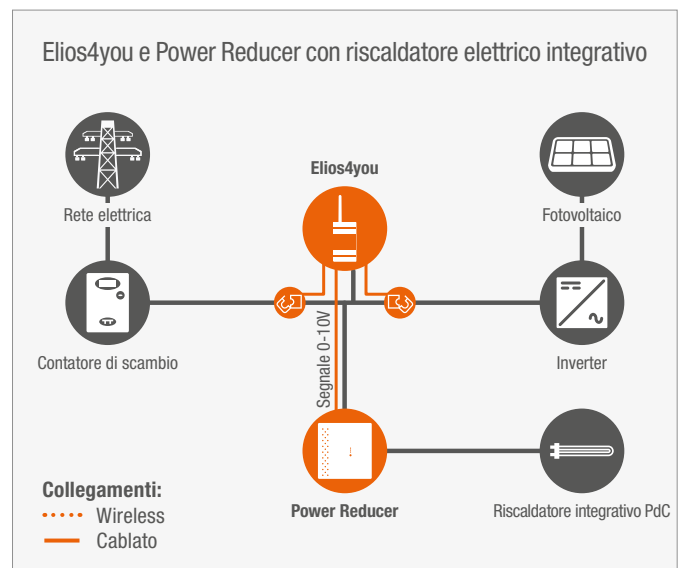 Elios4you e Power Reducer con riscaldatore elettrico integrativo
Elios4you
Rete elettrica
Fotovoltaico
Contatore di scambio
Segnale 0-10V
Inverter
Power Reducer
Riscaldatore integrativo PdC
Collegamenti:
Wireless
Cablato